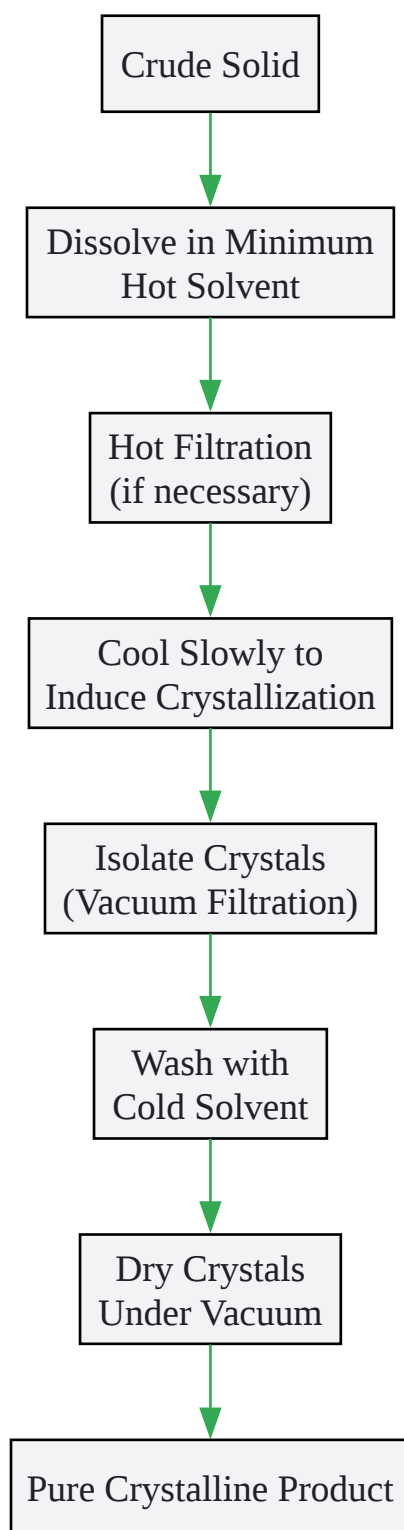 Crude Solid
Dissolve in Minimum
Hot Solvent
Hot Filtration
(if necessary)
Cool Slowly to
Induce Crystallization
Isolate Crystals
(Vacuum Filtration)
Wash with
Cold Solvent
Dry Crystals
Under Vacuum
Pure Crystalline Product